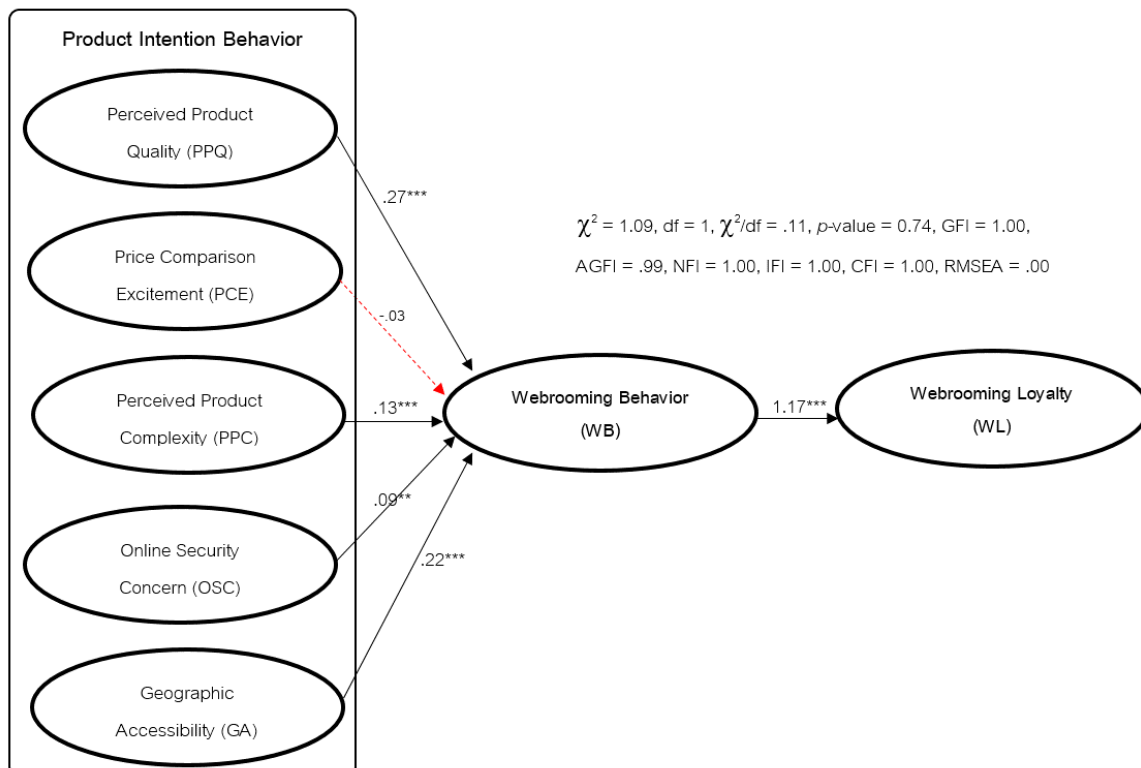 Product Intention Behavior
Perceived Product
Quality (PPQ)
.27***
χ² = 1.09, df = 1, χ²/df = .11, p-value = 0.74, GFI = 1.00,
AGFI = .99, NFI = 1.00, IFI = 1.00, CFI = 1.00, RMSEA = .00
Price Comparison
Excitement (PCE)
-.03
Perceived Product
Complexity (PPC)
.13***
Webrooming Behavior
(WB)
1.17***
Webrooming Loyalty
(WL)
Online Security
Concern (OSC)
.09**
.22***
Geographic
Accessibility (GA)